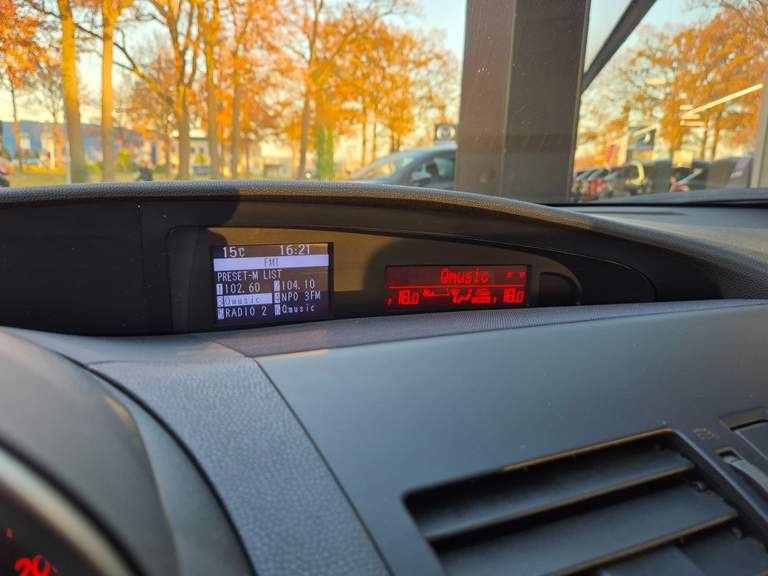 15℃ 16:21
FM1
PRESET-M LIST
1 102.60 2 104.10
3 Qmusic 4 NPO 3FM
5 RADIO 2 6 Qmusic
Qmusic
18.0 18.0
20